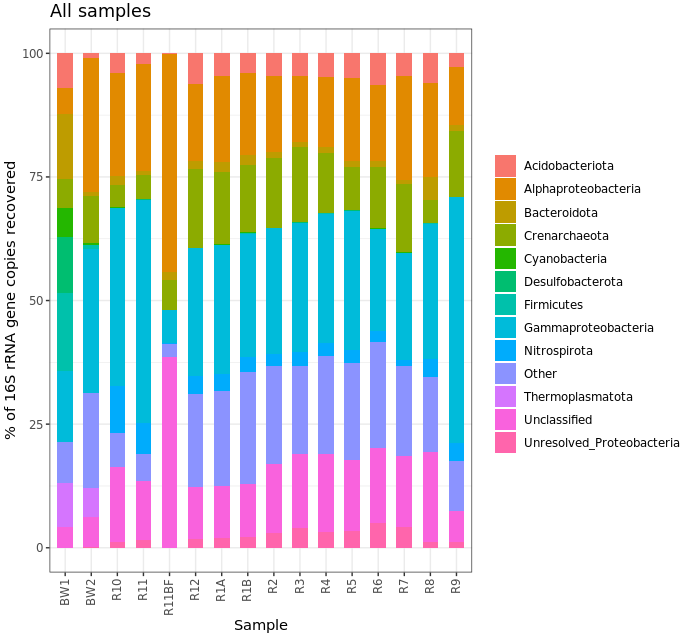 All samples
% of 16S rRNA gene copies recovered
100
75
50
25
0
BW1
BW2
R10
R11
R11BF
R12
R1A
R1B
R2
R3
R4
R5
R6
R7
R8
R9
Sample
Acidobacteriota
Alphaproteobacteria
Bacteroidota
Crenarchaeota
Cyanobacteria
Desulfobacterota
Firmicutes
Gammaproteobacteria
Nitrospirota
Other
Thermoplasmatota
Unclassified
Unresolved_Proteobacteria